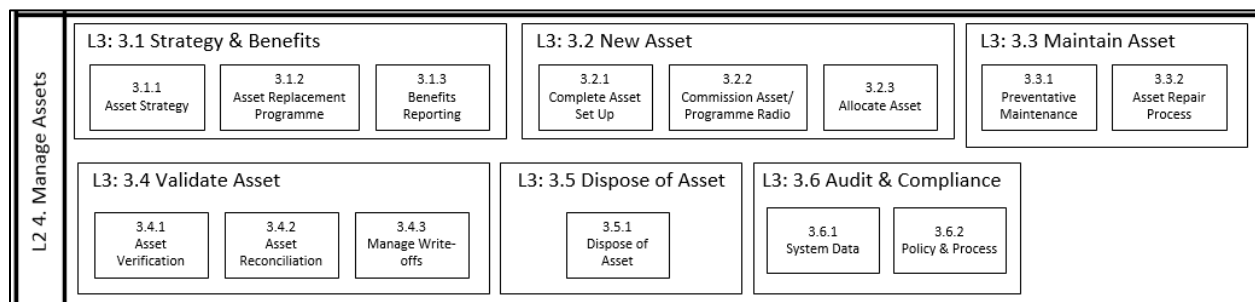 L2 4. Manage Assets
L3: 3.1 Strategy & Benefits
3.1.1
Asset Strategy
3.1.2
Asset Replacement
Programme
3.1.3
Benefits
Reporting
L3: 3.2 New Asset
3.2.1
Complete Asset
Set Up
3.2.2
Commission Asset/
Programme Radio
3.2.3
Allocate Asset
L3: 3.3 Maintain Asset
3.3.1
Preventative
Maintenance
3.3.2
Asset Repair
Process
L3: 3.4 Validate Asset
3.4.1
Asset
Verification
3.4.2
Asset
Reconciliation
3.4.3
Manage Write-
offs
L3: 3.5 Dispose of Asset
3.5.1
Dispose of
Asset
L3: 3.6 Audit & Compliance
3.6.1
System Data
3.6.2
Policy & Process